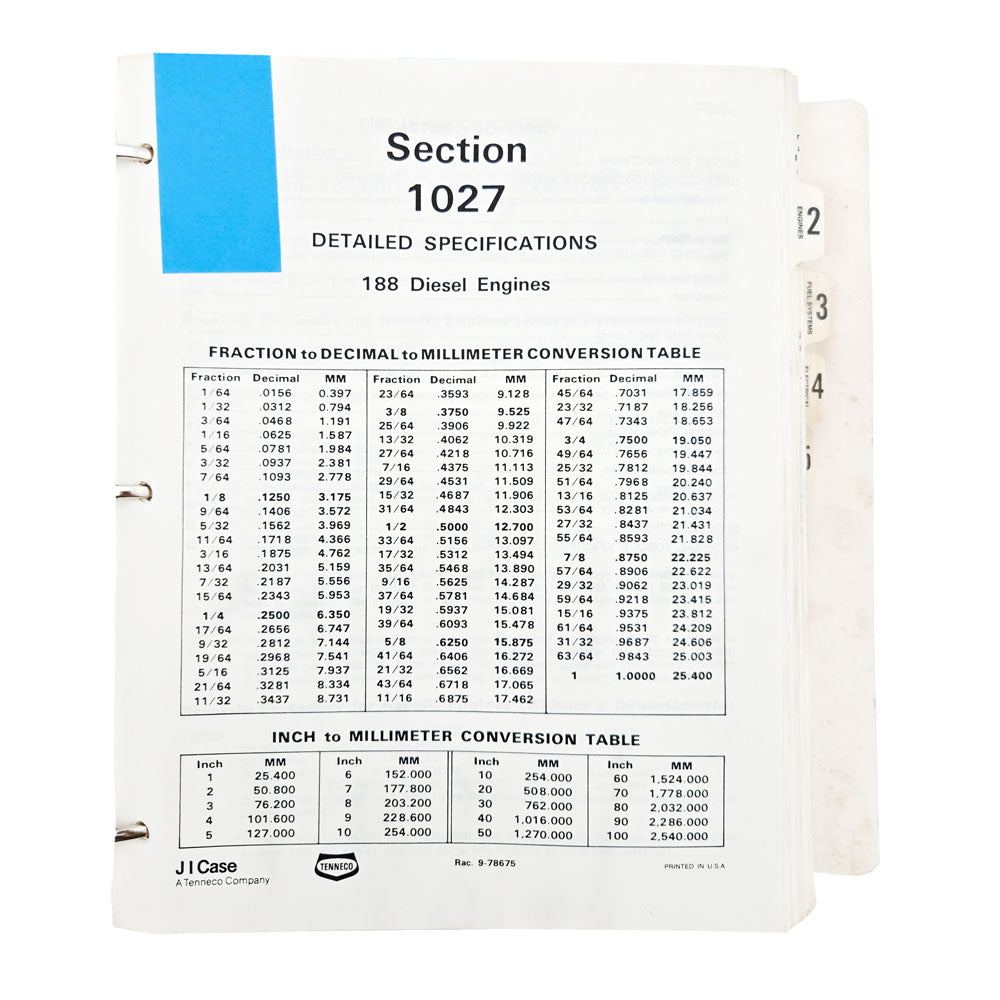 Section
1027
DETAILED SPECIFICATIONS
188 Diesel Engines
FRACTION to DECIMAL to MILLIMETER CONVERSION TABLE
Fraction Decimal MM
1/64 .0156 0.397
1/32 .0312 0.794
3/64 .0468 1.191
1/16 .0625 1.587
5/64 .0781 1.984
3/32 .0937 2.381
7/64 .1093 2.778
1/8 .1250 3.175
9/64 .1406 3.572
5/32 .1562 3.969
11/64 .1718 4.366
3/16 .1875 4.762
13/64 .2031 5.159
7/32 .2187 5.556
15/64 .2343 5.953
1/4 .2500 6.350
17/64 .2656 6.747
9/32 .2812 7.144
19/64 .2968 7.541
5/16 .3125 7.937
21/64 .3281 8.334
11/32 .3437 8.731
Fraction Decimal MM
23/64 .3593 9.128
3/8 .3750 9.525
25/64 .3906 9.922
13/32 .4062 10.319
27/64 .4218 10.716
7/16 .4375 11.113
29/64 .4531 11.509
15/32 .4687 11.906
31/64 .4843 12.303
1/2 .5000 12.700
33/64 .5156 13.097
17/32 .5312 13.494
35/64 .5468 13.890
9/16 .5625 14.287
37/64 .5781 14.684
19/32 .5937 15.081
39/64 .6093 15.478
5/8 .6250 15.875
41/64 .6406 16.272
21/32 .6562 16.669
43/64 .6718 17.065
11/16 .6875 17.462
Fraction Decimal MM
45/64 .7031 17.859
23/32 .7187 18.256
47/64 .7343 18.653
3/4 .7500 19.050
49/64 .7656 19.447
25/32 .7812 19.844
51/64 .7968 20.240
13/16 .8125 20.637
53/64 .8281 21.034
27/32 .8437 21.431
55/64 .8593 21.828
7/8 .8750 22.225
57/64 .8906 22.622
29/32 .9062 23.019
59/64 .9218 23.415
15/16 .9375 23.812
61/64 .9531 24.209
31/32 .9687 24.606
63/64 .9843 25.003
1 1.0000 25.400
INCH to MILLIMETER CONVERSION TABLE
Inch MM
1 25.400
2 50.800
3 76.200
4 101.600
5 127.000
Inch MM
6 152.000
7 177.800
8 203.200
9 228.600
10 254.000
Inch MM
10 254.000
20 508.000
30 762.000
40 1,016.000
50 1,270.000
Inch MM
60 1,524.000
70 1,778.000
80 2,032.000
90 2,286.000
100 2,540.000
J I Case
A Tenneco Company
TENNECO
Rac. 9-78675
PRINTED IN U.S.A
2
ENGINES
3
FUEL SYSTEMS
4